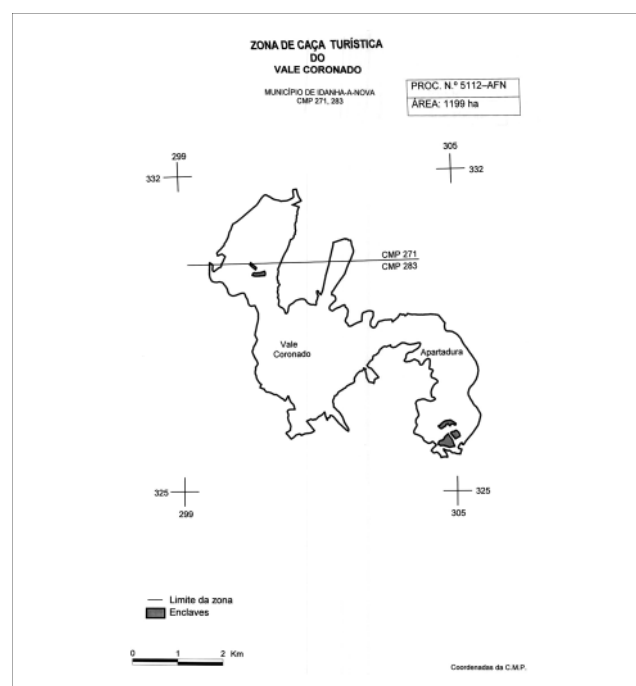 ZONA DE CAÇA TURÍSTICA
DO
VALE CORONADO
MUNICÍPIO DE IDANHA-A-NOVA
CMP 271, 283
PROC. N.º 5112–AFN
ÁREA: 1199 ha
299
332
305
332
CMP 271
CMP 283
Vale
Coronado
Apartadura
325
299
325
305
Limite da zona
Enclaves
0 1 2 Km
Coordenadas da C.M.P.